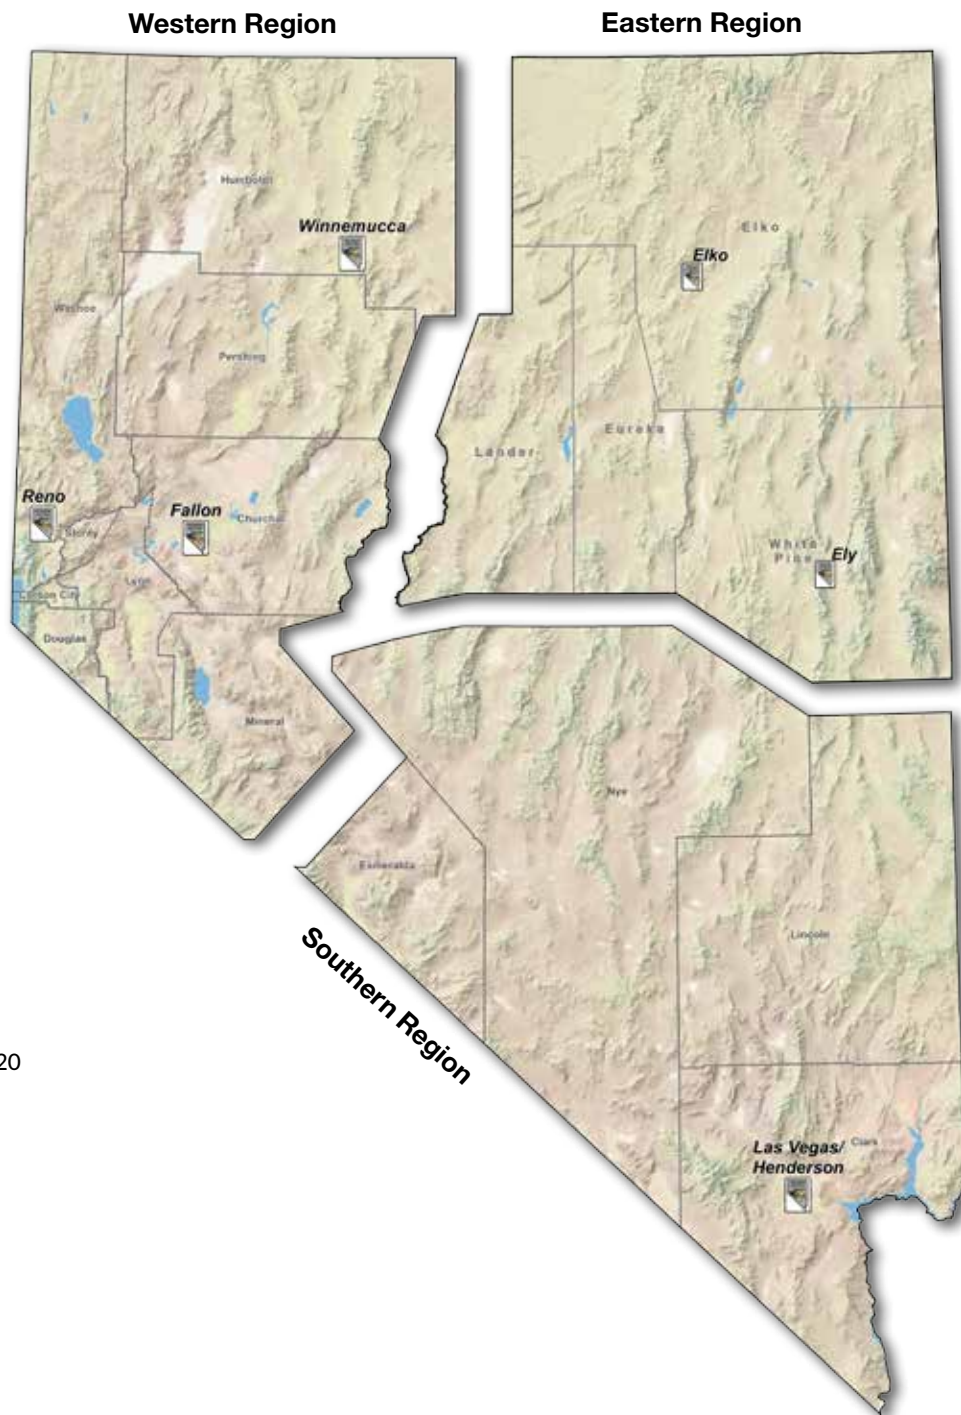 Western Region
Eastern Region
Humboldt
Winnemucca
Elko
Elko
Washoe
Pershing
Eureka
Lander
Reno
Fallon
Churchill
Storey
White
Pine
Ely
Lyon
Carson City
Douglas
Mineral
Nye
Esmeralda
Lincoln
Southern Region
20
Las Vegas/
Henderson
Clark